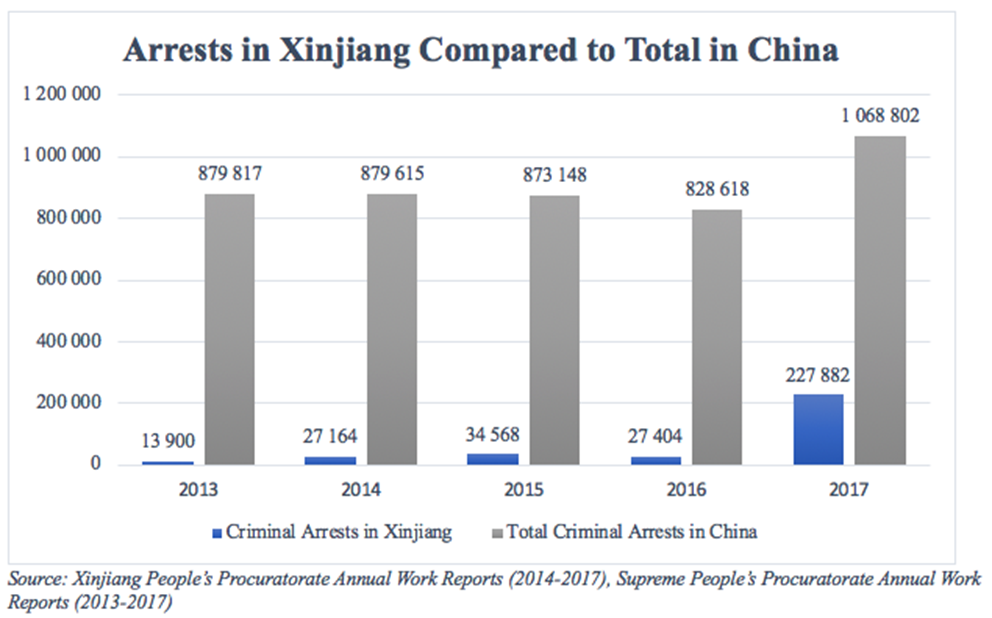 Arrests in Xinjiang Compared to Total in China
1 200 000
1 000 000
800 000
600 000
400 000
200 000
0
13 900
879 817
27 164
879 615
34 568
873 148
27 404
828 618
227 882
1 068 802
2013 2014 2015 2016 2017
Criminal Arrests in Xinjiang Total Criminal Arrests in China
Source: Xinjiang People's Procuratorate Annual Work Reports (2014-2017), Supreme People's Procuratorate Annual Work
Reports (2013-2017)